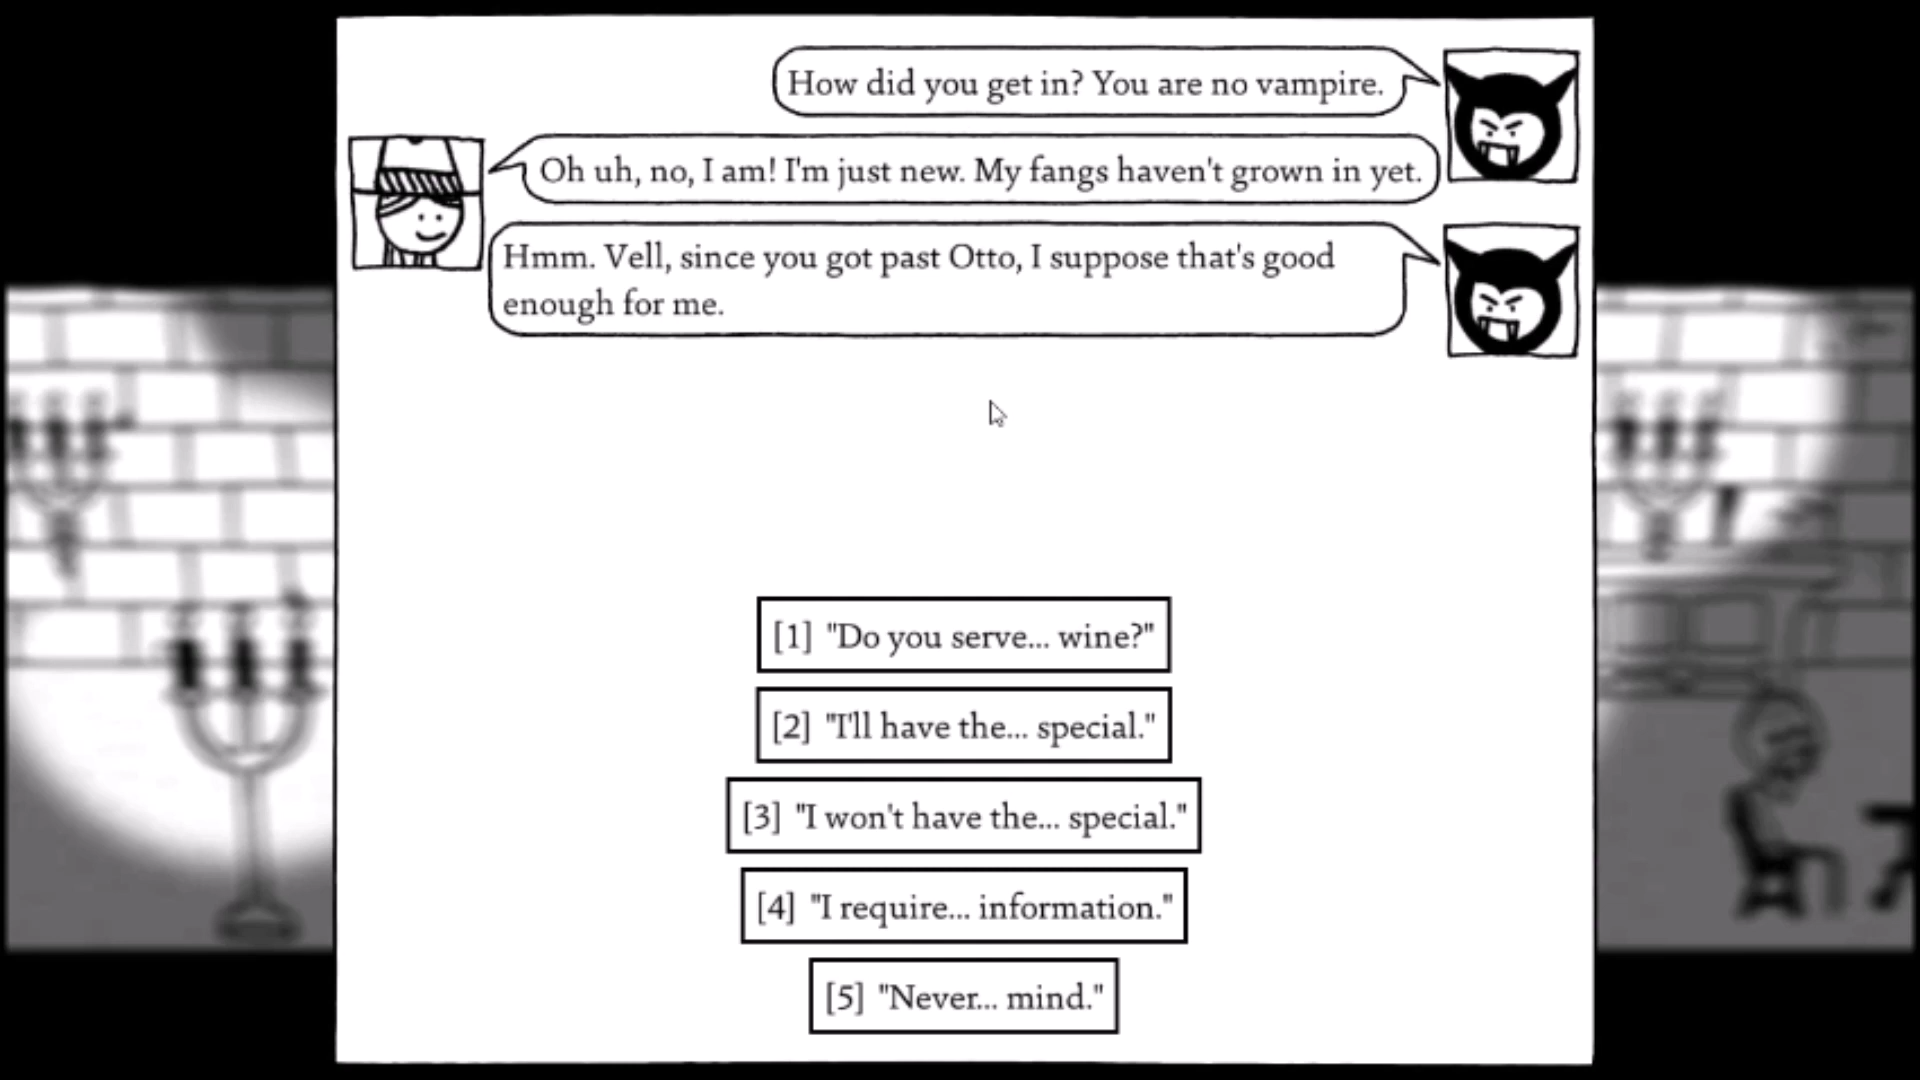 How did you get in? You are no vampire.
Oh uh, no, I am! I'm just new. My fangs haven't grown in yet.
Hmm. Vell, since you got past Otto, I suppose that's good
enough for me.
[1] "Do you serve... wine?"
[2] "I'll have the... special."
[3] "I won't have the... special."
[4] "I require... information."
[5] "Never... mind."